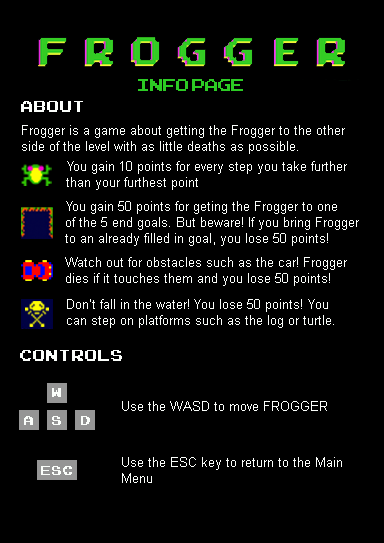 FROGGER
INFO PAGE
ABOUT
Frogger is a game about getting the Frogger to the other
side of the level with as little deaths as possible.
You gain 10 points for every step you take further
than your furthest point
You gain 50 points for geting the Frogger to one
of the 5 end goals. But beware! If you bring Frogger
to an already filled in goal, you lose 50 points!
Watch out for obstacles such as the car! Frogger
dies if it touches them and you lose 50 points!
Don't fall in the water! You lose 50 points! You
can step on platforms such as the log or turtle.
CONTROLS
W
A S D
Use the WASD to move FROGGER
ESC
Use the ESC key to return to the Main
Menu